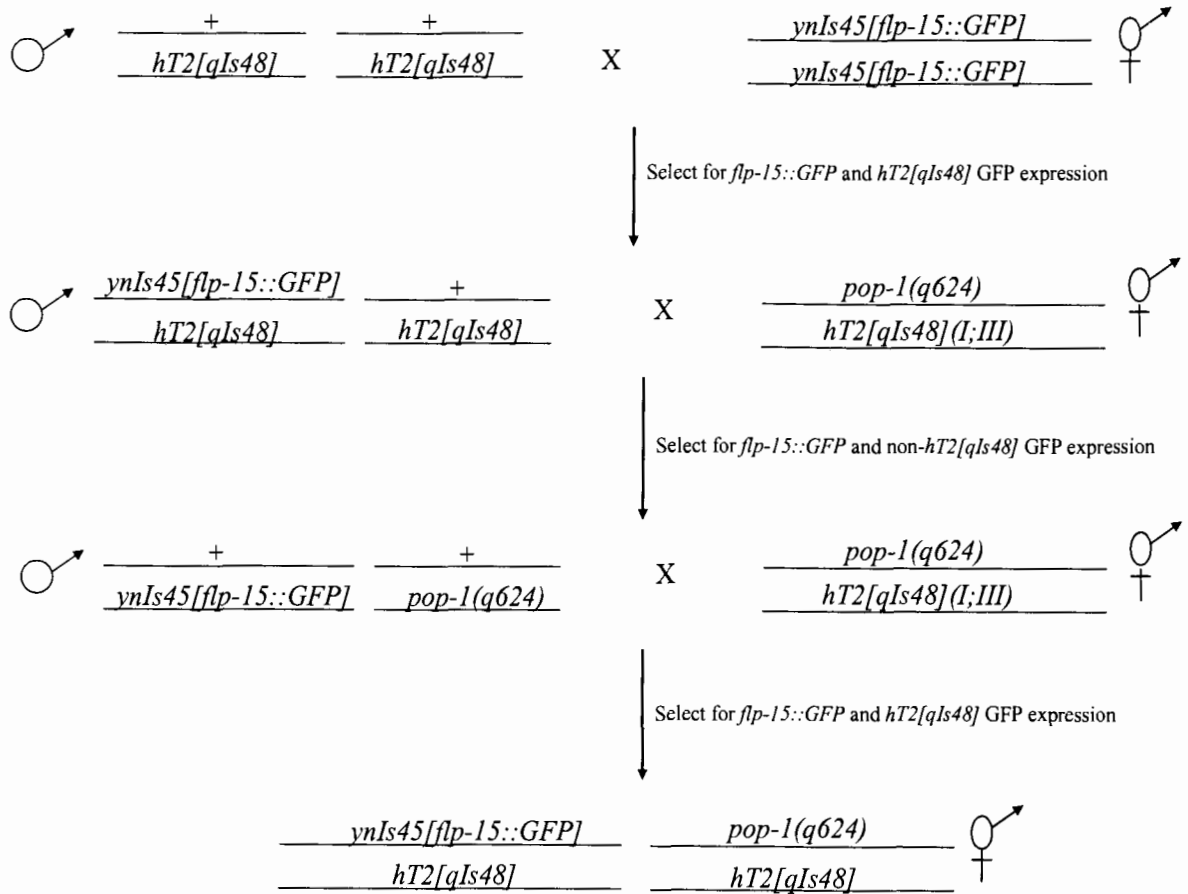 + + ynIs45[flp-15::GFP]
hT2[qIs48] hT2[qIs48] X ynIs45[flp-15::GFP]
Select for flp-15::GFP and hT2[qIs48] GFP expression
ynIs45[flp-15::GFP] + pop-1(q624)
hT2[qIs48] hT2[qIs48] X hT2[qIs48](I;III)
Select for flp-15::GFP and non-hT2[qIs48] GFP expression
+ + pop-1(q624)
ynIs45[flp-15::GFP] pop-1(q624) X hT2[qIs48](I;III)
Select for flp-15::GFP and hT2[qIs48] GFP expression
ynIs45[flp-15::GFP] pop-1(q624)
hT2[qIs48] hT2[qIs48]